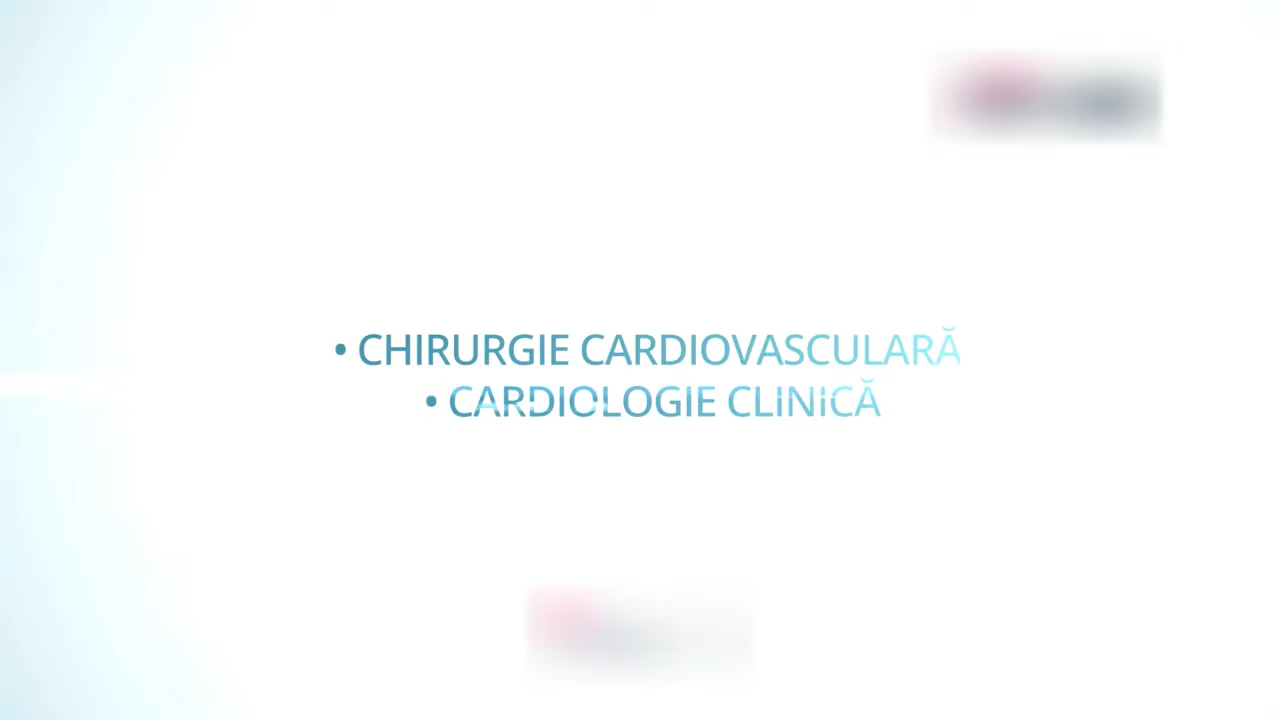 • CHIRURGIE CARDIOVASCULARĂ
• CARDIOLOGIE CLINICĂ